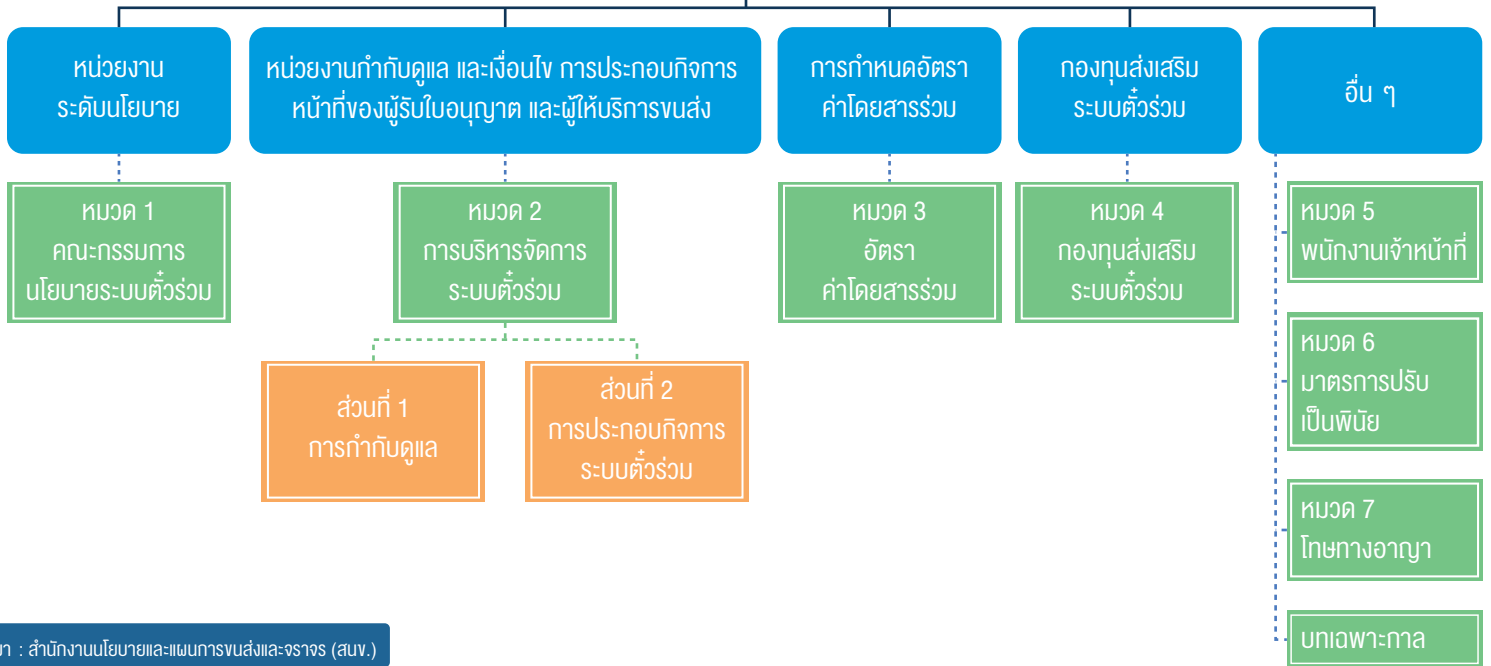 หน่วยงาน
ระดับนโยบาย
หน่วยงานกำกับดูแล และเงื่อนไข การประกอบกิจการ
หน้าที่ของผู้รับใบอนุญาต และผู้ให้บริการขนส่ง
การกำหนดอัตรา
ค่าโดยสารร่วม
กองทุนส่งเสริม
ระบบตั๋วร่วม
อื่น ๆ
หมวด 1
คณะกรรมการ
นโยบายระบบตั๋วร่วม
หมวด 2
การบริหารจัดการ
ระบบตั๋วร่วม
หมวด 3
อัตรา
ค่าโดยสารร่วม
หมวด 4
กองทุนส่งเสริม
ระบบตั๋วร่วม
หมวด 5
พนักงานเจ้าหน้าที่
หมวด 6
มาตรการปรับ
เป็นพินัย
หมวด 7
โทษทางอาญา
บทเฉพาะกาล
ส่วนที่ 1
การกำกับดูแล
ส่วนที่ 2
การประกอบกิจการ
ระบบตั๋วร่วม
: สำนักงานนโยบายและแผนการขนส่งและจราจร (สนข.)